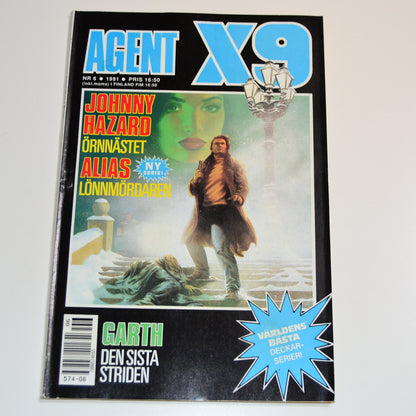 AGENT X9
NR 6 • 1991 • PRIS 16:50
(inkl. moms) I FINLAND FIM 16:50
JOHNNY
HAZARD
ÖRNNÄSTET
ALIAS
NY
SERIE!
LÖNNMÖRDAREN
GARTH
DEN SISTA
STRIDEN
VÄRLDENS
BÄSTA
DECKAR-
SERIER!
06
574-06